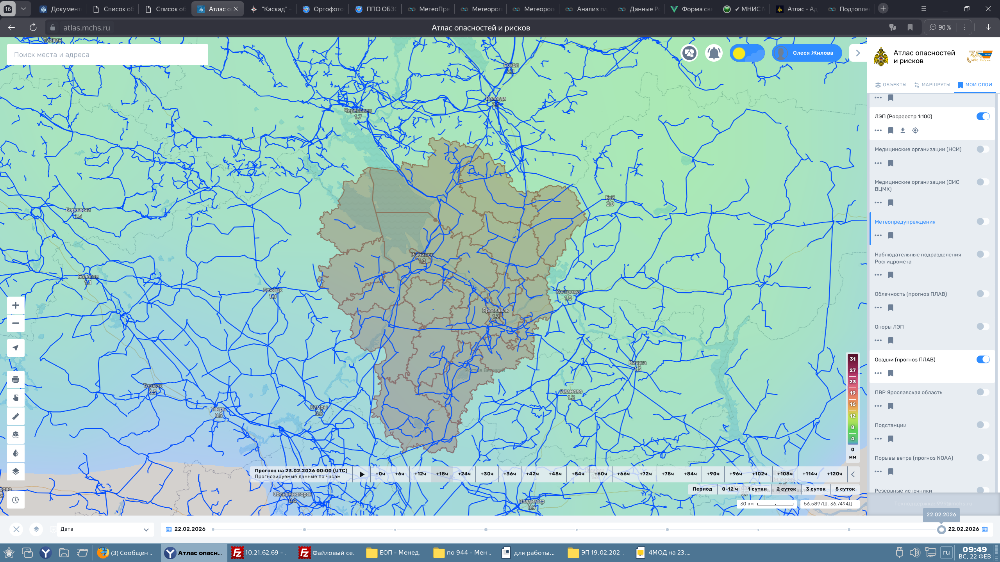 16
Документ
Список об
Список об
Атлас о
"Каскад" -
Ортофото
ППО ОБЗ
МетеоПре
Метеорол
Метеорол
Анализ ги
Данные Ро
Форма св
✔ МНИС
Атлас - Ад
Подтопле
atlas.mchs.ru
Атлас опасностей и рисков
90 %
Поиск места и адреса
Олеся Жилова
Атлас опасностей
и рисков
35
МЧС России
ОБЪЕКТЫ
МАРШРУТЫ
МОИ СЛОИ
ЛЭП (Росреестр 1:100)
Медицинские организации (НСИ)
Медицинские организации (СИС
ВЦМК)
Метеопредупреждения
Наблюдательные подразделения
Росгидромета
Облачность (прогноз ПЛАВ)
Опоры ЛЭП
Осадки (прогноз ПЛАВ)
ПВР Ярославская область
Подстанции
Порывы ветра (прогноз NOAA)
Резервные источники
Техподдержка: 999@mchs.ru
Тихвин
Сокол
2.1
Вологда
2.1
Череповец
1.7
Буй
2.0
Боровичи
1.5
Рыбинск
1.3
Бологое
1.1
Бежецк
1.0
Кострома
1.5
Ярославль
1.2
Вичуга
1.5
Ростов Великий
Торжок
0.5
Иваново
1.2
Тверь
0.5
Кимры
0.6
Солнечногорск
0.4
Владимир
0.9
31
27
23
19
16
12
8
4
0
мм
Прогноз на 23.02.2026 00:00 (UTC)
Прогнозируемые данные по часам
+0ч
+6ч
+12ч
+18ч
+24ч
+30ч
+36ч
+42ч
+48ч
+54ч
+60ч
+66ч
+72ч
+78ч
+84ч
+90ч
+96ч
+102ч
+108ч
+114ч
+120ч
Период
0-12 ч
1 сутки
2 суток
3 суток
5 суток
30 км
56.5897Ш, 36.7494Д
22.02.2026
Дата
22.02.2026
22.02.2026
(3) Сообщен...
Атлас опасн...
10.21.62.69 - ...
Файловый се...
ЕОП - Менед...
по 944 - Мен...
для работы....
ЭП 19.02.202...
4МОД на 23....
ru
09:49
ВС, 22 ФЕВ